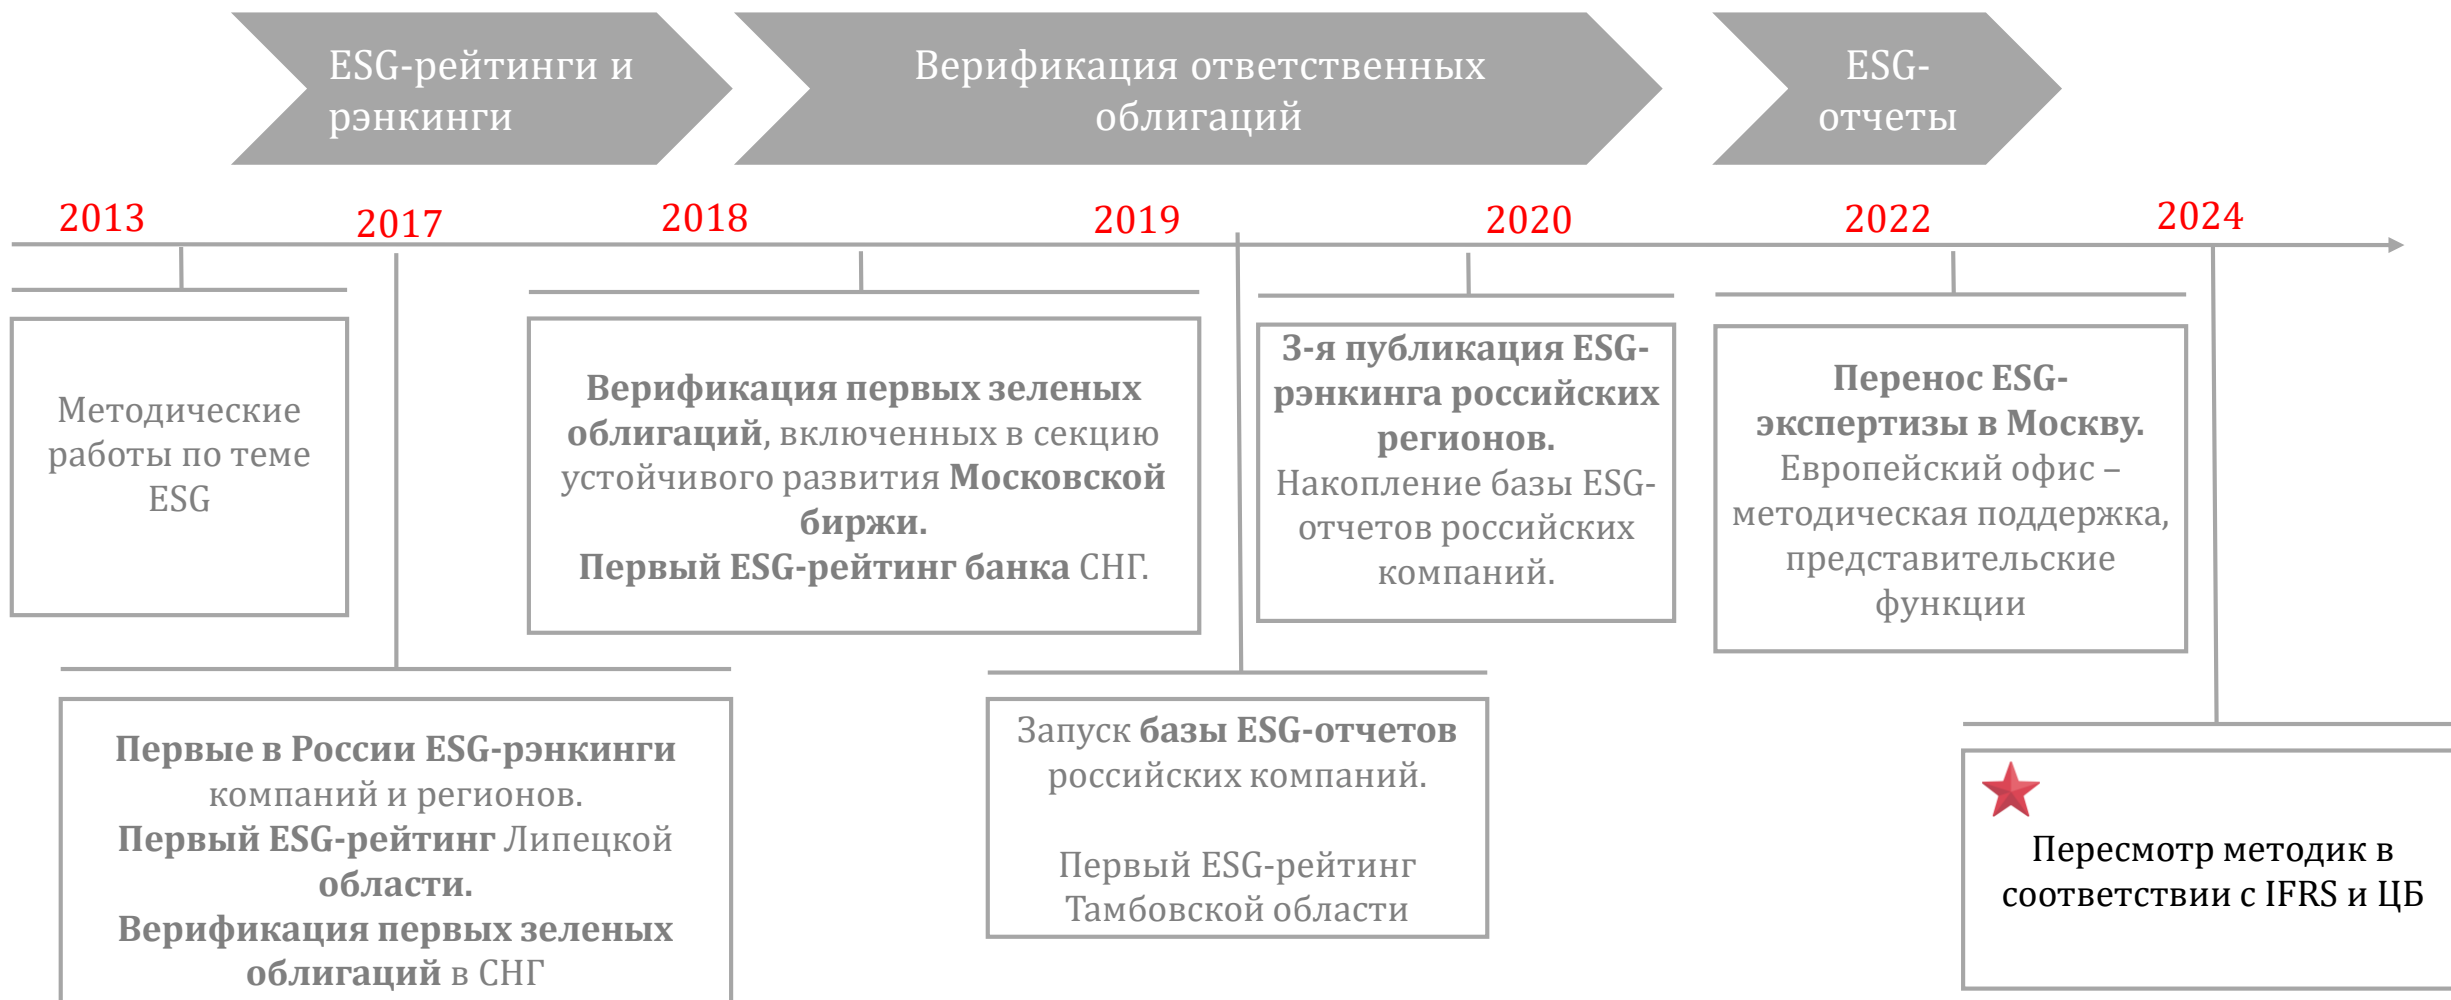 ESG-рейтинги и
рэнкинги
Верификация ответственных
облигаций
ESG-
отчеты
2013
2017
2018
2019
2020
2022
2024
Методические
работы по теме
ESG
Верификация первых зеленых
облигаций, включенных в секцию
устойчивого развития Московской
биржи.
Первый ESG-рейтинг банка СНГ.
3-я публикация ESG-
рэнкинга российских
регионов.
Накопление базы ESG-
отчетов российских
компаний.
Перенос ESG-
экспертизы в Москву.
Европейский офис –
методическая поддержка,
представительские
функции
Первые в России ESG-рэнкинги
компаний и регионов.
Первый ESG-рейтинг Липецкой
области.
Верификация первых зеленых
облигаций в СНГ
Запуск базы ESG-отчетов
российских компаний.
Первый ESG-рейтинг
Тамбовской области
Пересмотр методик в
соответствии с IFRS и ЦБ